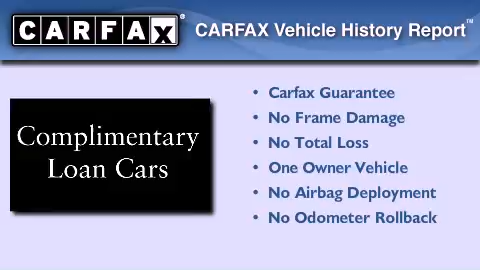 CARFAX® CARFAX Vehicle History Report™
Complimentary
Loan Cars
• Carfax Guarantee
• No Frame Damage
• No Total Loss
• One Owner Vehicle
• No Airbag Deployment
• No Odometer Rollback